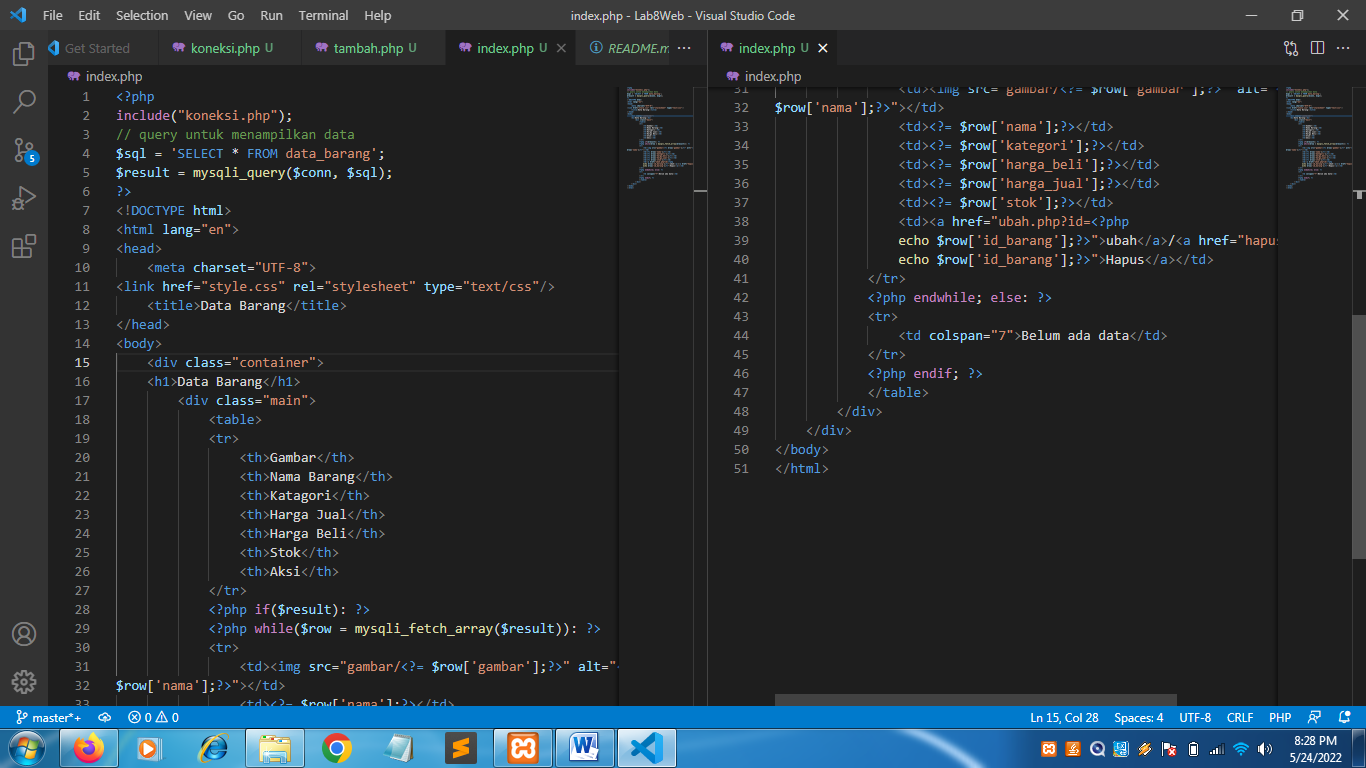 File Edit Selection View Go Run Terminal Help
index.php - Lab8Web - Visual Studio Code
Get Started
koneksi.php U
tambah.php U
index.php U
README.m
index.php
1 <?php
2 include("koneksi.php");
3 // query untuk menampilkan data
4 $sql = 'SELECT * FROM data_barang';
5 $result = mysqli_query($conn, $sql);
6 ?>
7 <!DOCTYPE html>
8 <html lang="en">
9 <head>
10 <meta charset="UTF-8">
11 <link href="style.css" rel="stylesheet" type="text/css"/>
12 <title>Data Barang</title>
13 </head>
14 <body>
15 <div class="container">
16 <h1>Data Barang</h1>
17 <div class="main">
18 <table>
19 <tr>
20 <th>Gambar</th>
21 <th>Nama Barang</th>
22 <th>Katagori</th>
23 <th>Harga Jual</th>
24 <th>Harga Beli</th>
25 <th>Stok</th>
26 <th>Aksi</th>
27 </tr>
28 <?php if($result): ?>
29 <?php while($row = mysqli_fetch_array($result)): ?>
30 <tr>
31 <td><img src="gambar/<?= $row['gambar'];?>" alt="
32 $row['nama'];?>"></td>
33 <td><?= $row['nama'];?></td>
index.php U
index.php
31 <td><img src="gambar/<?= $row['gambar'];?>" alt="
32 $row['nama'];?>"></td>
33 <td><?= $row['nama'];?></td>
34 <td><?= $row['kategori'];?></td>
35 <td><?= $row['harga_beli'];?></td>
36 <td><?= $row['harga_jual'];?></td>
37 <td><?= $row['stok'];?></td>
38 <td><a href="ubah.php?id=<?php
39 echo $row['id_barang'];?>">ubah</a>/<a href="hapus
40 echo $row['id_barang'];?>">Hapus</a></td>
41 </tr>
42 <?php endwhile; else: ?>
43 <tr>
44 <td colspan="7">Belum ada data</td>
45 </tr>
46 <?php endif; ?>
47 </table>
48 </div>
49 </div>
50 </body>
51 </html>
5
master*+
0 0
Ln 15, Col 28 Spaces: 4 UTF-8 CRLF PHP
8:28 PM
5/24/2022